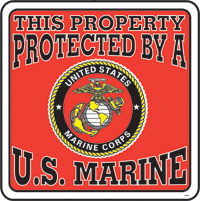 THIS PROPERTY
PROTECTED BY A
UNITED STATES
MARINE CORPS
U.S. MARINE